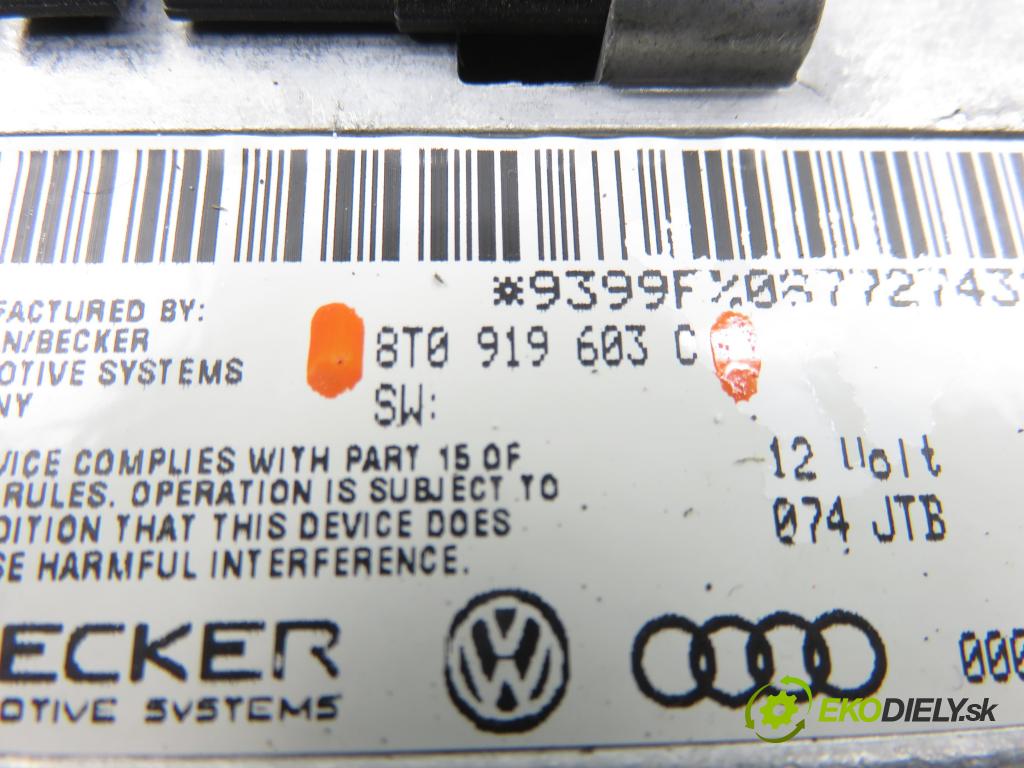 FACTURED BY:
N/BECKER
OTIVE SYSTEMS
NY
8T0 919 603 C
SW:
VICE COMPLIES WITH PART 15 OF
RULES. OPERATION IS SUBJECT TO
DITION THAT THIS DEVICE DOES
SE HARMFUL INTERFERENCE.
12 Volt
074 JTB
ECKER
OTIVE SYSTEMS
000
EKODIELY.sk